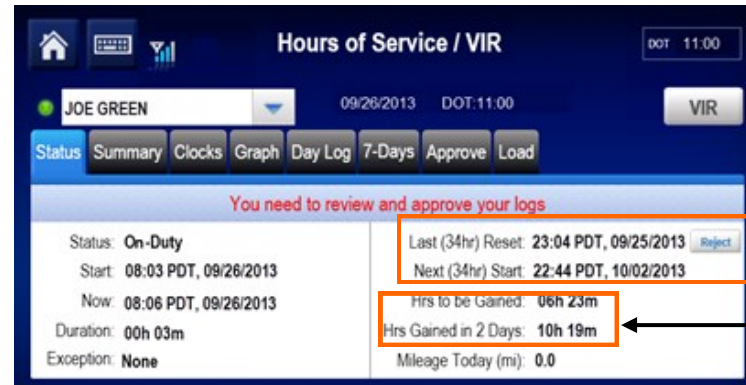 Hours of Service / VIR DOT 11:00
JOE GREEN 09/26/2013 DOT:11:00 VIR
Status Summary Clocks Graph Day Log 7-Days Approve Load
You need to review and approve your logs
Status: On-Duty Last (34hr) Reset: 23:04 PDT, 09/25/2013 Reject
Start: 08:03 PDT, 09/26/2013 Next (34hr) Start: 22:44 PDT, 10/02/2013
Now: 08:06 PDT, 09/26/2013 Hrs to be Gained: 06h 23m
Duration: 00h 03m Hrs Gained in 2 Days: 10h 19m
Exception: None Mileage Today (mi): 0.0